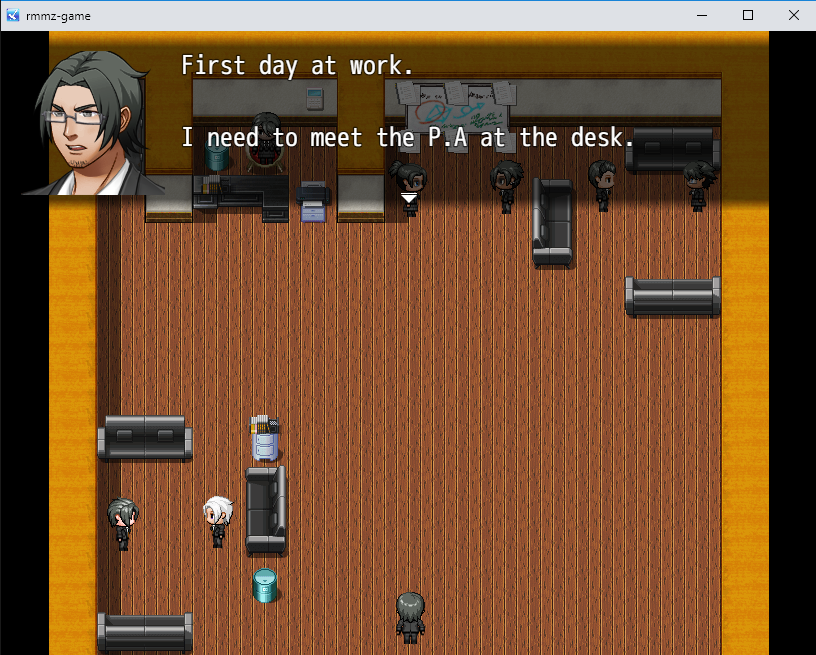 rmmz-game
First day at work.
I need to meet the P.A at the desk.